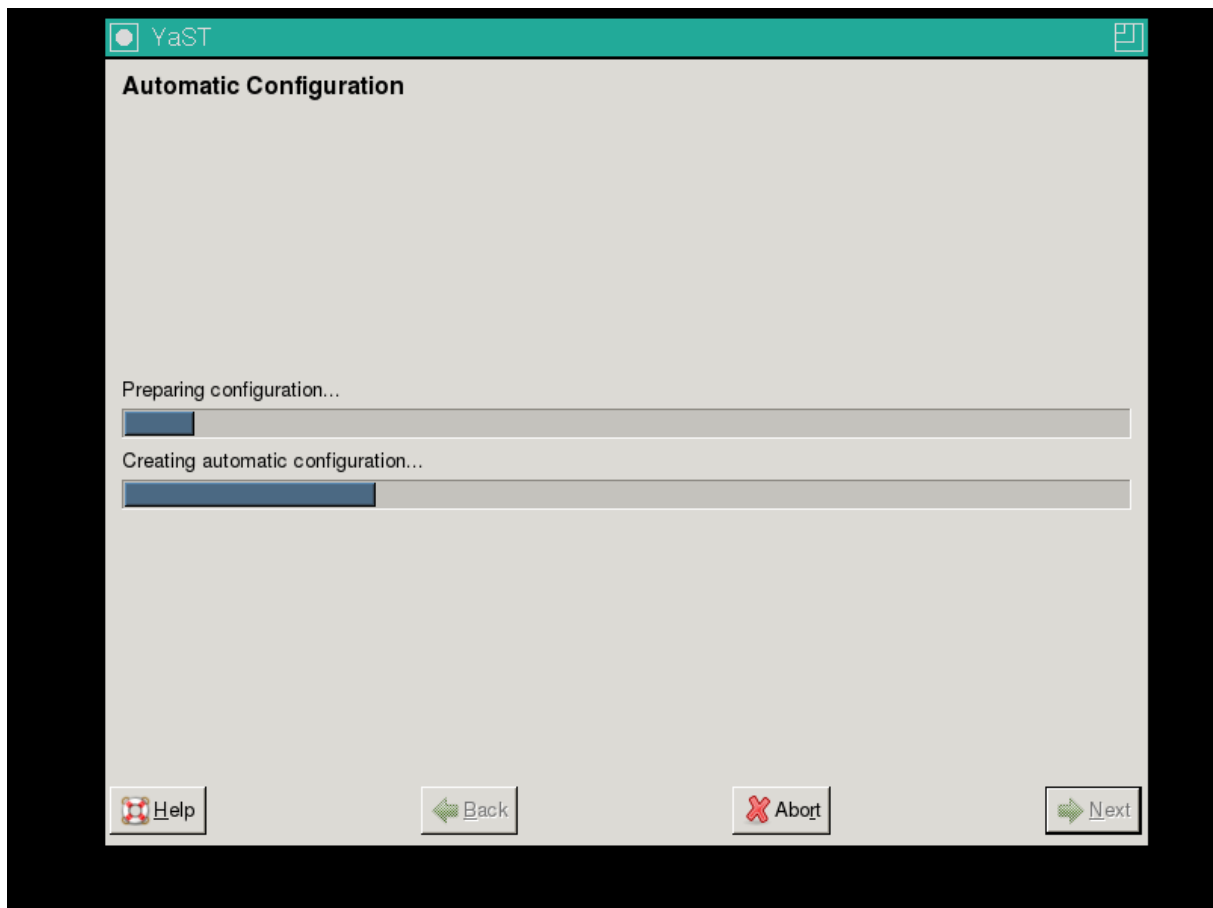 YaST
Automatic Configuration
Preparing configuration...
Creating automatic configuration...
Help Back Abort Next